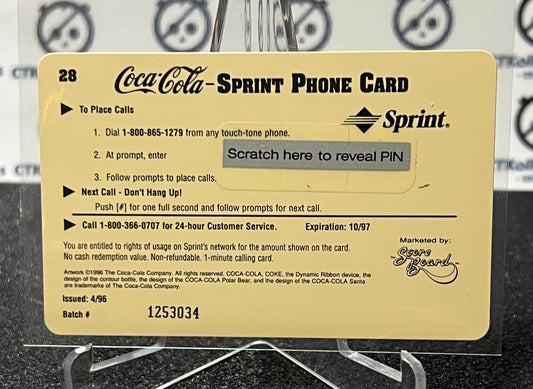 28
Coca-Cola - SPRINT PHONE CARD
To Place Calls
Sprint®
1. Dial 1-800-865-1279 from any touch-tone phone.
2. At prompt, enter
Scratch here to reveal PIN
3. Follow prompts to place calls.
Next Call - Don't Hang Up!
Push [#] for one full second and follow prompts for next call.
Call 1-800-366-0707 for 24-hour Customer Service. Expiration: 10/97
You are entitled to rights of usage on Sprint's network for the amount shown on the card.
No cash redemption value. Non-refundable. 1-minute calling card.
Marketed by:
Score Board
Artwork ©1996 The Coca-Cola Company. All rights reserved. COCA-COLA, COKE, the Dynamic Ribbon device, the
design of the contour bottle, the design of the COCA-COLA Polar Bear, and the design of the COCA-COLA Santa
are trademarks of The Coca-Cola Company.
Issued: 4/96
Batch # 1253034